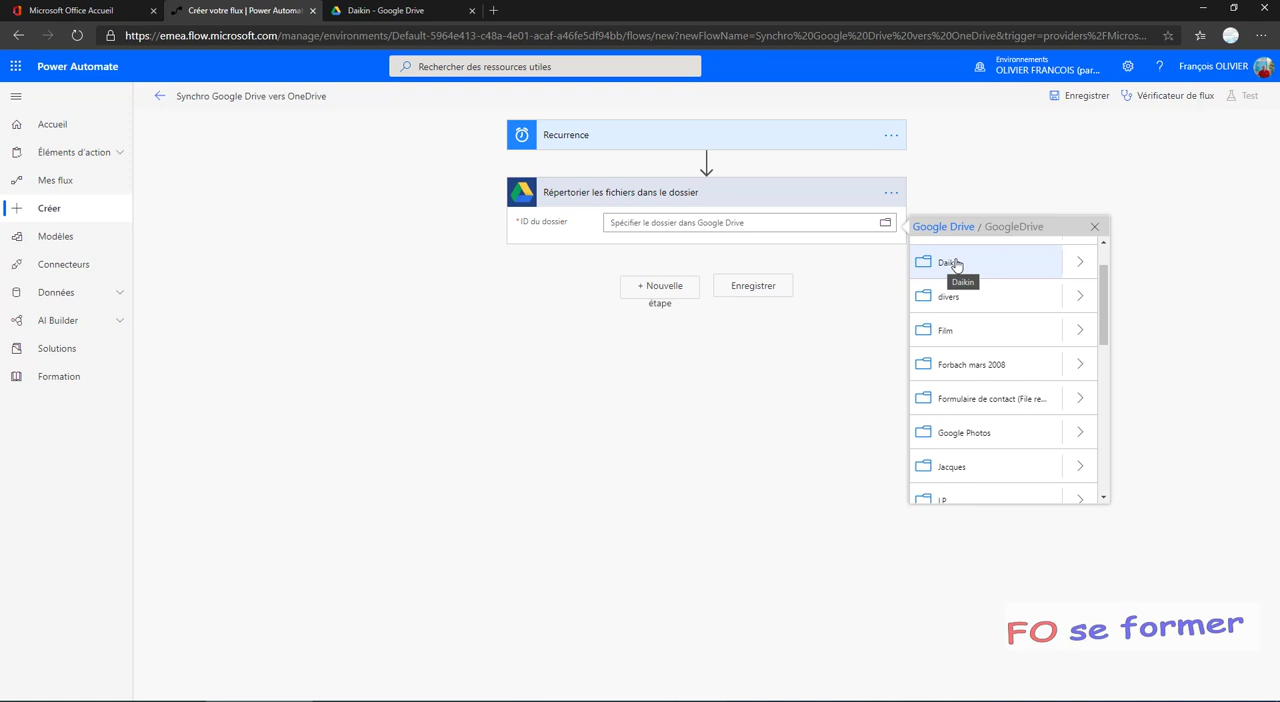 Microsoft Office Accueil
Créer votre flux | Power Automat
Daikin - Google Drive
https://emea.flow.microsoft.com/manage/environments/Default-5964e413-c48a-4e01-acaf-a46fe5df94bb/flows/new?newFlowName=Synchro%20Google%20Drive%20vers%20OneDrive&trigger=providers%2FMicros...
Power Automate
Rechercher des ressources utiles
Environnements
OLIVIER FRANCOIS (par...
?
François OLIVIER
Synchro Google Drive vers OneDrive
Enregistrer
Vérificateur de flux
Test
Accueil
Éléments d'action
Mes flux
Créer
Modèles
Connecteurs
Données
AI Builder
Solutions
Formation
Recurrence
Répertorier les fichiers dans le dossier
*ID du dossier
Spécifier le dossier dans Google Drive
+ Nouvelle étape
Enregistrer
Google Drive / GoogleDrive
Daikin
Daikin
divers
Film
Forbach mars 2008
Formulaire de contact (File re...
Google Photos
Jacques
FO se former